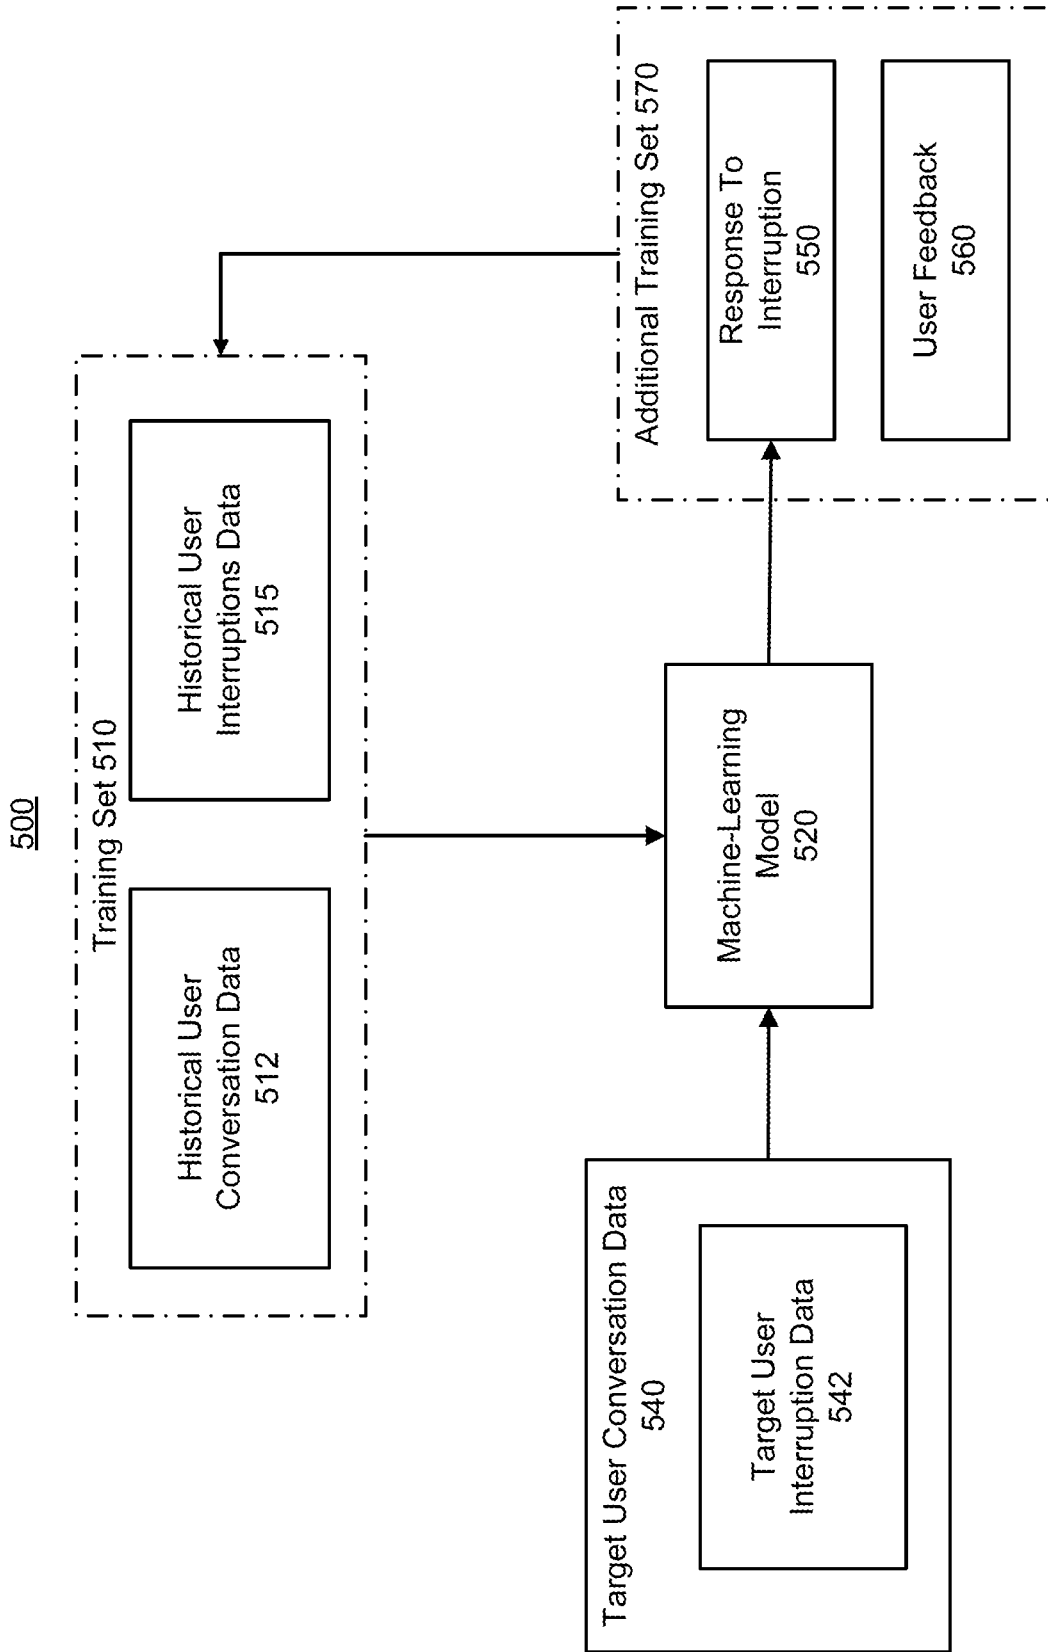 500
Training Set 510
Historical User
Conversation Data
512
Historical User
Interruptions Data
515
Target User Conversation Data
540
Target User
Interruption Data
542
Machine-Learning
Model
520
Additional Training Set 570
Response To
Interruption
550
User Feedback
560